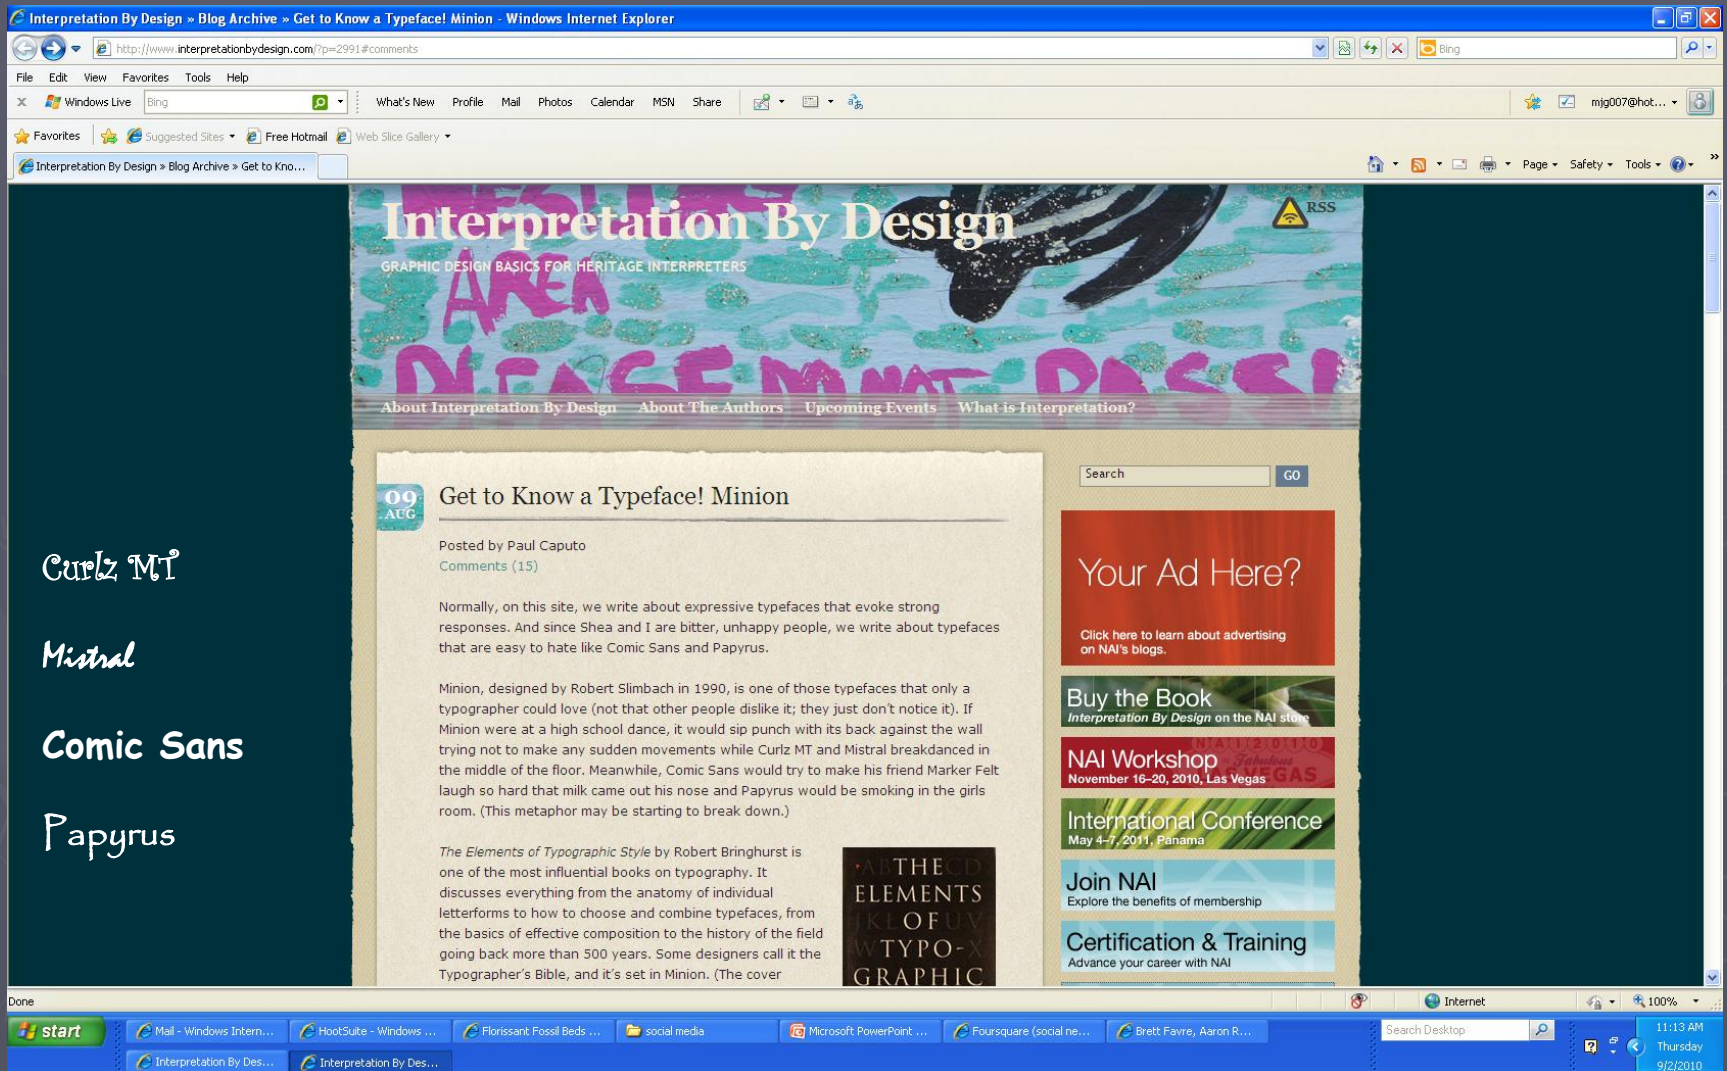 Interpretation By Design » Blog Archive » Get to Know a Typeface! Minion - Windows Internet Explorer
http://www.interpretationbydesign.com/?p=2991#comments
Bing
File Edit View Favorites Tools Help
x Windows Live Bing What's New Profile Mail Photos Calendar MSN Share mjg007@hot...
Favorites Suggested Sites Free Hotmail Web Slice Gallery
Interpretation By Design » Blog Archive » Get to Kno... Page Safety Tools »
Interpretation By Design RSS
GRAPHIC DESIGN BASICS FOR HERITAGE INTERPRETERS
AREA
PLEASE DO NOT PASS!
About Interpretation By Design About The Authors Upcoming Events What is Interpretation?
Search GO
09
AUG
Get to Know a Typeface! Minion
Posted by Paul Caputo
Comments (15)
Normally, on this site, we write about expressive typefaces that evoke strong
responses. And since Shea and I are bitter, unhappy people, we write about typefaces
that are easy to hate like Comic Sans and Papyrus.
Minion, designed by Robert Slimbach in 1990, is one of those typefaces that only a
typographer could love (not that other people dislike it; they just don't notice it). If
Minion were at a high school dance, it would sip punch with its back against the wall
trying not to make any sudden movements while Curlz MT and Mistral breakdanced in
the middle of the floor. Meanwhile, Comic Sans would try to make his friend Marker Felt
laugh so hard that milk came out his nose and Papyrus would be smoking in the girls
room. (This metaphor may be starting to break down.)
The Elements of Typographic Style by Robert Bringhurst is
one of the most influential books on typography. It
discusses everything from the anatomy of individual
letterforms to how to choose and combine typefaces, from
the basics of effective composition to the history of the field
going back more than 500 years. Some designers call it the
Typographer's Bible, and it's set in Minion. (The cover
THE
ELEMENTS
OF
TYPO-
GRAPHIC
Curlz MT
Mistral
Comic Sans
Papyrus
Your Ad Here?
Click here to learn about advertising
on NAI's blogs.
Buy the Book
Interpretation By Design on the NAI store
NAI Workshop
November 16–20, 2010, Las Vegas
International Conference
May 4–7, 2011, Panama
Join NAI
Explore the benefits of membership
Certification & Training
Advance your career with NAI
Done Internet 100%
start Mail - Windows Intern... HootSuite - Windows ... Florissant Fossil Beds ... social media Microsoft PowerPoint ... Foursquare (social ne... Brett Favre, Aaron R... Search Desktop 11:13 AM
Thursday
Interpretation By Des... Interpretation By Des... 9/2/2010